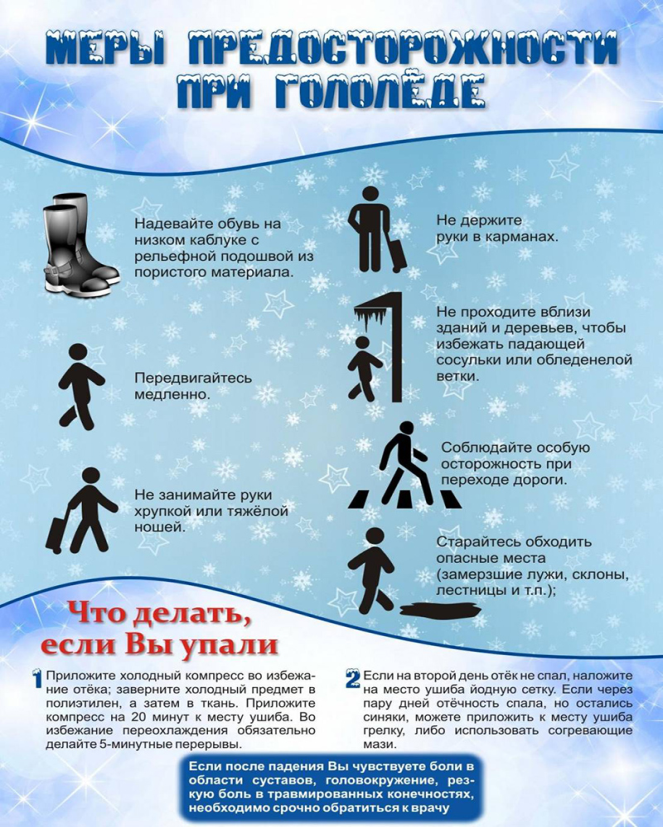 МЕРЫ ПРЕДОСТОРОЖНОСТИ
ПРИ ГОЛОЛЁДЕ
Надевайте обувь на
низком каблуке с
рельефной подошвой из
пористого материала.
Передвигайтесь
медленно.
Не занимайте руки
хрупкой или тяжёлой
ношей.
Не держите
руки в карманах.
Не проходите вблизи
зданий и деревьев, чтобы
избежать падающей
сосульки или обледенелой
ветки.
Соблюдайте особую
осторожность при
переходе дороги.
Старайтесь обходить
опасные места
(замерзшие лужи, склоны,
лестницы и т.п.);
Что делать,
если Вы упали
1 Приложите холодный компресс во избежа-
ние отёка; заверните холодный предмет в
полиэтилен, а затем в ткань. Приложите
компресс на 20 минут к месту ушиба. Во
избежание переохлаждения обязательно
делайте 5-минутные перерывы.
2 Если на второй день отёк не спал, наложите
на место ушиба йодную сетку. Если через
пару дней отёчность спала, но остались
синяки, можете приложить к месту ушиба
грелку, либо использовать согревающие
мази.
Если после падения Вы чувствуете боли в
области суставов, головокружение, рез-
кую боль в травмированных конечностях,
необходимо срочно обратиться к врачу